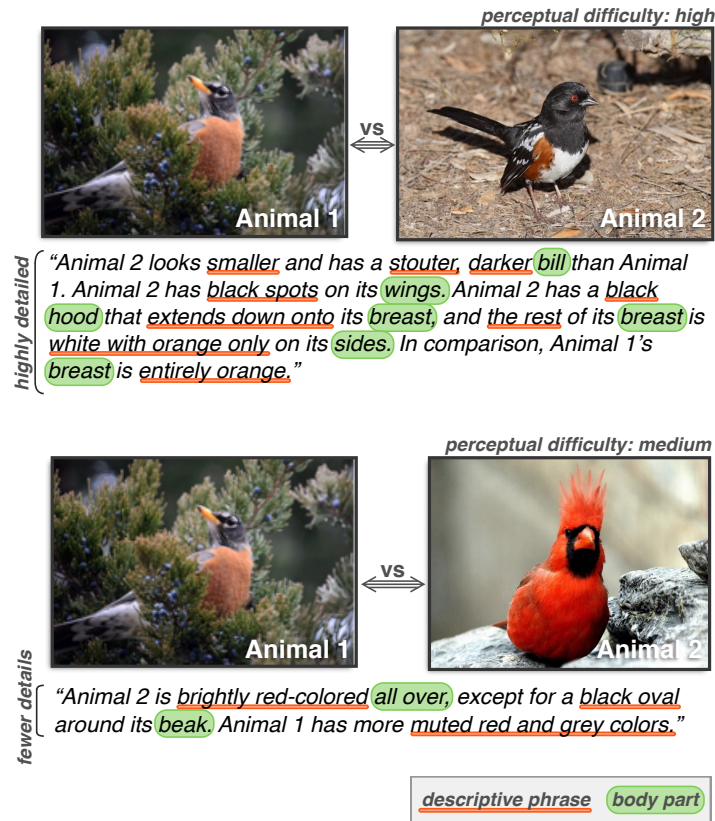 perceptual difficulty: high
Animal 1
vs
Animal 2
highly detailed
“Animal 2 looks smaller and has a stouter, darker bill than Animal
1. Animal 2 has black spots on its wings. Animal 2 has a black
hood that extends down onto its breast, and the rest of its breast is
white with orange only on its sides. In comparison, Animal 1’s
breast is entirely orange.”
perceptual difficulty: medium
Animal 1
vs
Animal 2
fewer details
“Animal 2 is brightly red-colored all over, except for a black oval
around its beak. Animal 1 has more muted red and grey colors.”
descriptive phrase body part